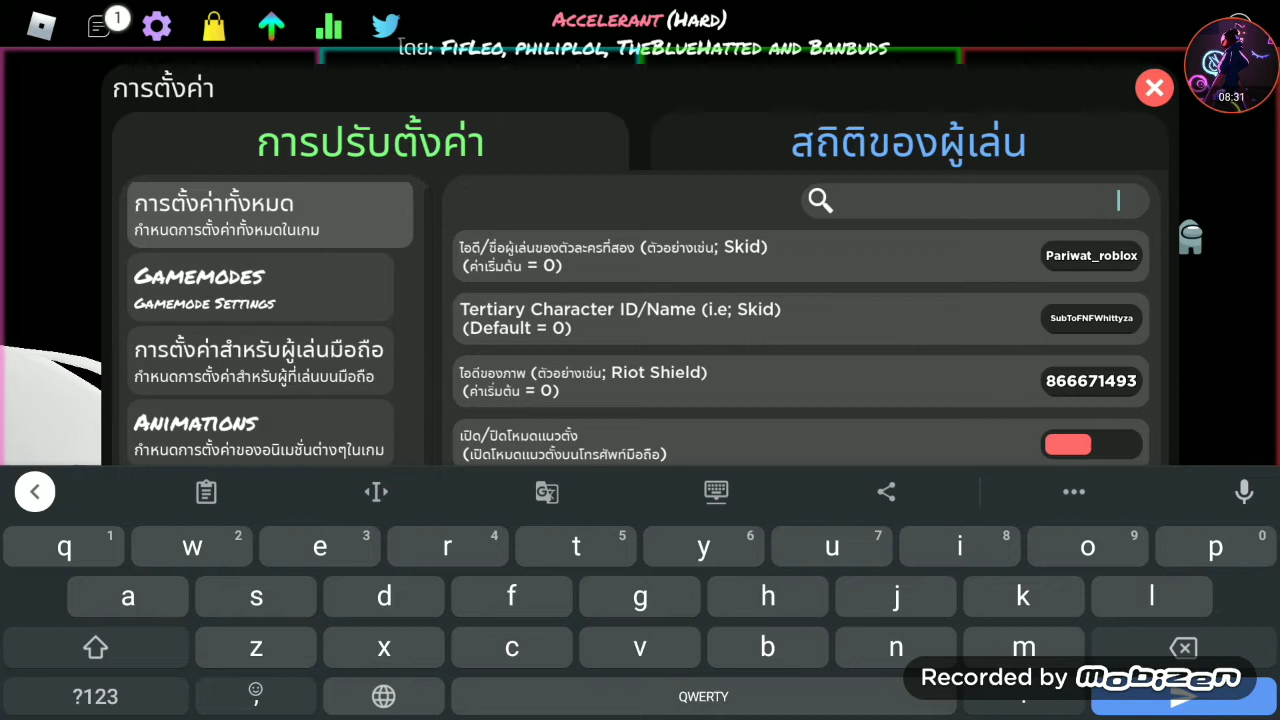 1
Accelerant (Hard)
โดย: FifLeo, philiplol, TheBlueHatted and Banbuds
08:31
การตั้งค่า
การปรับตั้งค่า
สถิติของผู้เล่น
การตั้งค่าทั้งหมด
กำหนดการตั้งค่าทั้งหมดในเกม
Gamemodes
Gamemode Settings
การตั้งค่าสำหรับผู้เล่นมือถือ
กำหนดการตั้งค่าสำหรับผู้ที่เล่นบนมือถือ
Animations
กำหนดการตั้งค่าของอนิเมชั่นต่างๆในเกม
ไอดี/ชื่อผู้เล่นของตัวละครที่สอง (ตัวอย่างเช่น; Skid)
(ค่าเริ่มต้น = 0)
Pariwat_roblox
Tertiary Character ID/Name (i.e; Skid)
(Default = 0)
SubToFNFWhittyza
ไอดีของภาพ (ตัวอย่างเช่น; Riot Shield)
(ค่าเริ่มต้น = 0)
866671493
เปิด/ปิดโหมดแนวตั้ง
(เปิดโหมดแนวตั้งบนโทรศัพท์มือถือ)
q 1 w 2 e 3 r 4 t 5 y 6 u 7 i 8 o 9 p 0
a s d f g h j k l
z x c v b n m
?123 , QWERTY .
Recorded by Mobizen